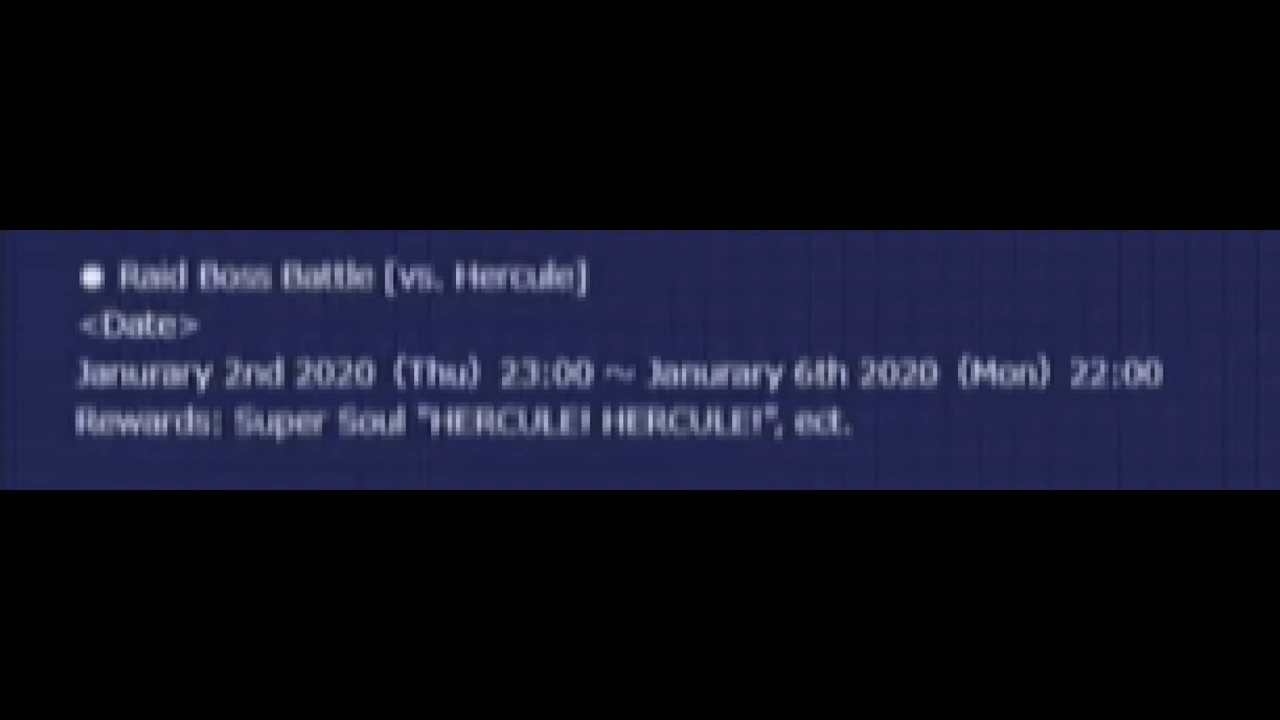 ● Raid Boss Battle [vs. Hercule]
<Date>
Janurary 2nd 2020 (Thu) 23:00 ～ Janurary 6th 2020 (Mon) 22:00
Rewards: Super Soul "HERCULE! HERCULE!", ect.